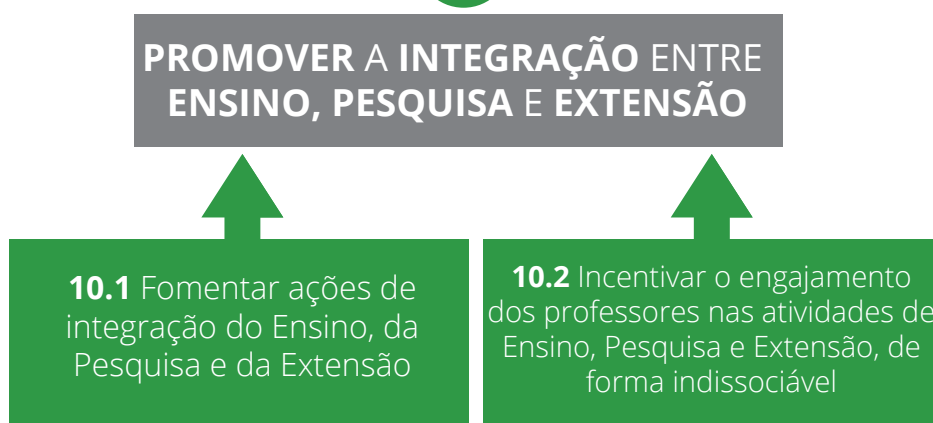 PROMOVER A INTEGRAÇÃO ENTRE
ENSINO, PESQUISA E EXTENSÃO
10.1 Fomentar ações de
integração do Ensino, da
Pesquisa e da Extensão
10.2 Incentivar o engajamento
dos professores nas atividades de
Ensino, Pesquisa e Extensão, de
forma indissociável